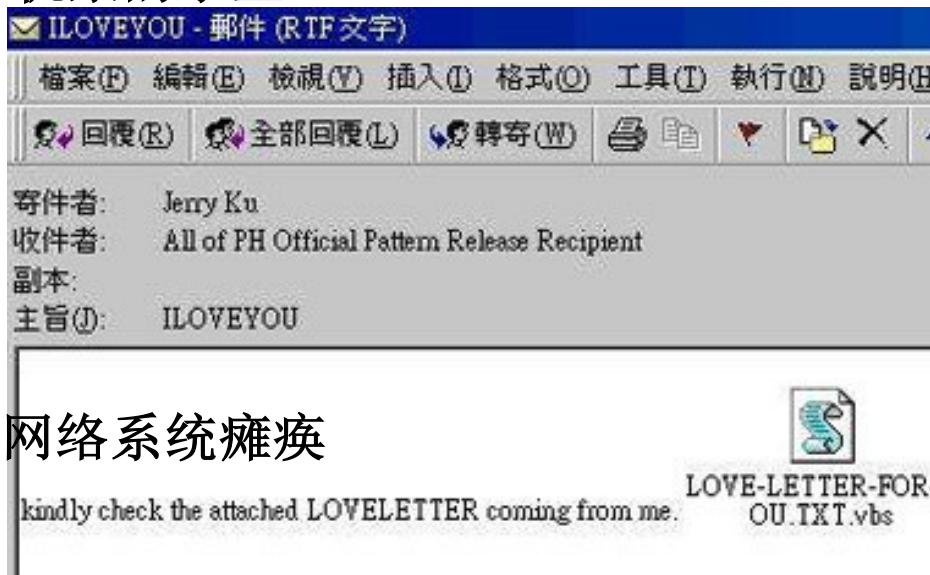 ILOVEYOU - 郵件 (RTF 文字)
檔案(F) 編輯(E) 檢視(V) 插入(I) 格式(O) 工具(T) 執行(N) 說明(H
回覆(R) 全部回覆(L) 轉寄(W)
寄件者: Jerry Ku
收件者: All of PH Official Pattern Release Recipient
副本:
主旨(J): ILOVEYOU
网络系统瘫痪
kindly check the attached LOVELETTER coming from me.
LOVE-LETTER-FOR
OU.TXT.vbs